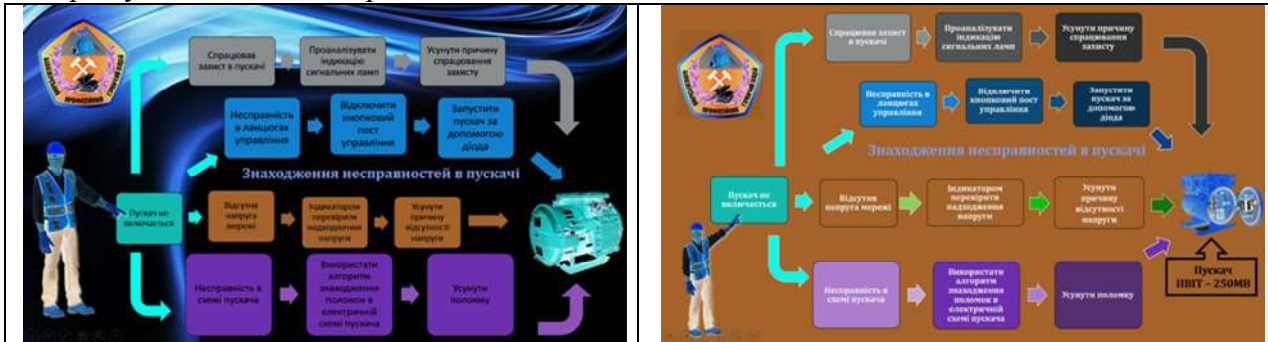 Спрацював
захист в пускачі
Проаналізувати
індикацію
сигнальних ламп
Усунути причину
спрацювання
захисту
Несправність
в ланцюгах
управління
Відключити
кнопковий
пост
управління
Запустити
пускач за
допомогою
діода
Знаходження несправностей в пускачі
Пускач не
включається
Відсутня
напруга
мережі
Індикатором
перевірити
надходження
напруги
Усунути
причину
відсутності
напруги
Несправність в
схемі пускача
Використати
алгоритм
знаходження
поломок в
електричній
схемі пускача
Усунути
поломку
Спрацював захист
в пускачі
Проаналізувати
індикацію
сигнальних ламп
Усунути причину
спрацювання
захисту
Несправність в
ланцюгах
управління
Відключити
кнопковий пост
управління
Запустити
пускач за
допомогою
діода
Знаходження несправностей в пускачі
Пускач не
включається
Відсутня
напруга мережі
Індикатором
перевірити
надходження
напруги
Усунути
причину
відсутності
напруги
Пускач
ПВІТ – 250МВ
Несправність в
схемі пускача
Використати
алгоритм
знаходження
поломок в
електричній
схемі пускача
Усунути поломку